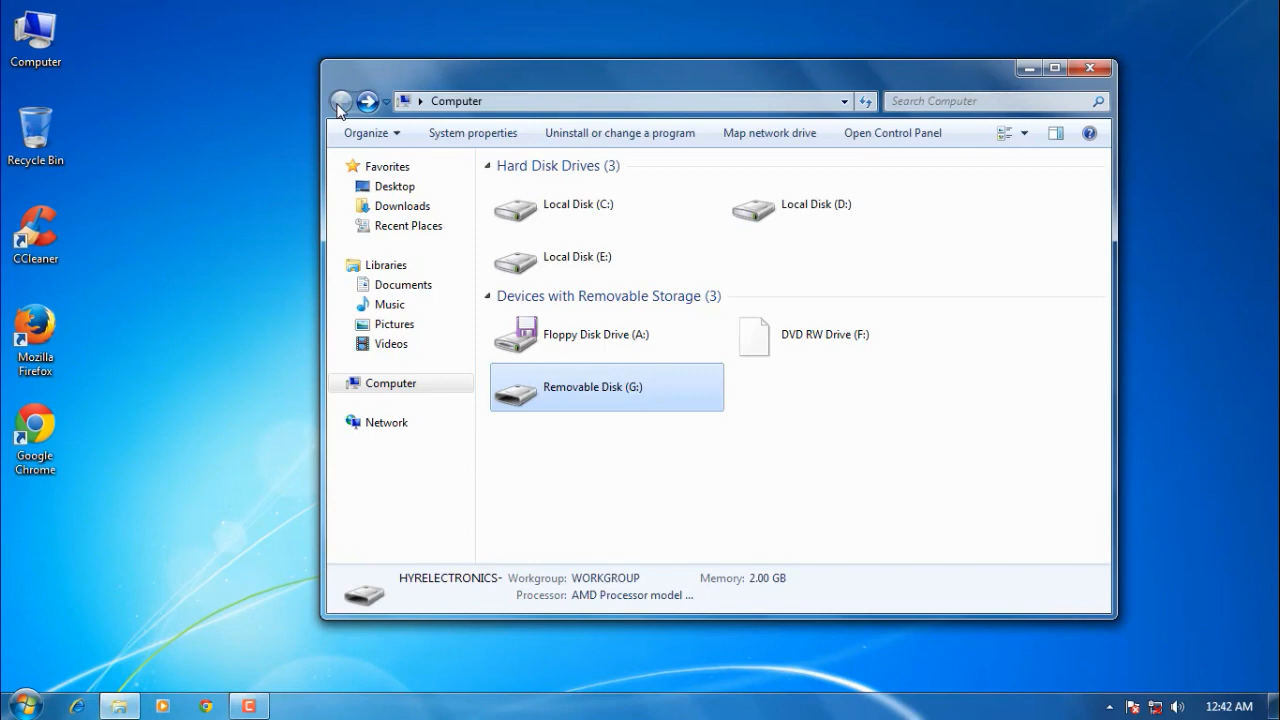 Computer
Recycle Bin
CCleaner
Mozilla
Firefox
Google
Chrome
Computer
Search Computer
Organize
System properties
Uninstall or change a program
Map network drive
Open Control Panel
Favorites
Desktop
Downloads
Recent Places
Libraries
Documents
Music
Pictures
Videos
Computer
Network
Hard Disk Drives (3)
Local Disk (C:)
Local Disk (D:)
Local Disk (E:)
Devices with Removable Storage (3)
Floppy Disk Drive (A:)
DVD RW Drive (F:)
Removable Disk (G:)
HYRELECTRONICS- Workgroup: WORKGROUP Memory: 2.00 GB
Processor: AMD Processor model ...
12:42 AM